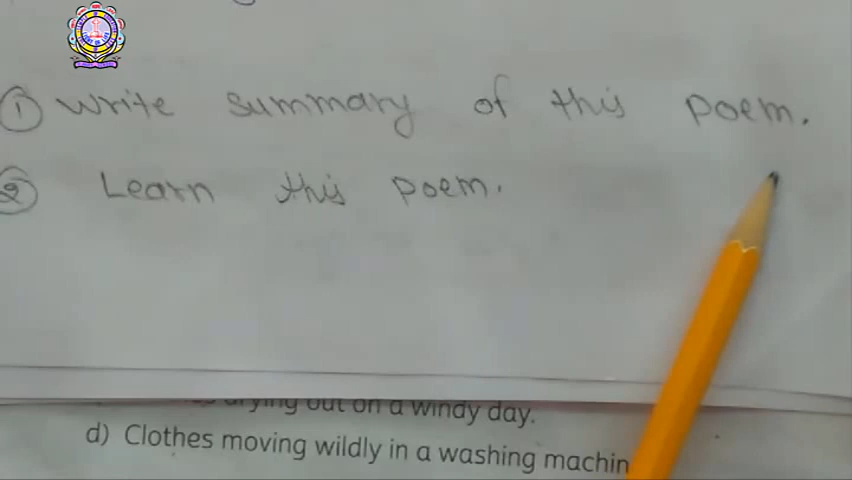 ① Write summary of this poem.
② Learn this poem.
drying out on a windy day.
d) Clothes moving wildly in a washing machin